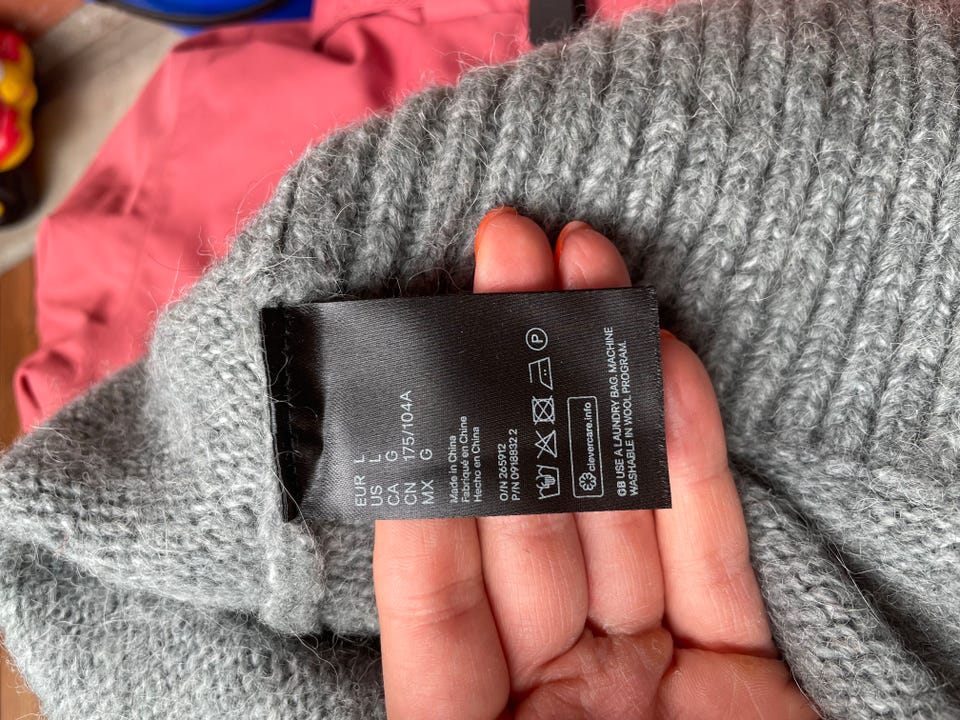 EUR L
US L
CA G
CN 175/104A
MX G
Made in China
Fabriqué en Chine
Hecho en China
O/N 265912
P/N 0918832 2
P
clevercare.info
GB USE A LAUNDRY BAG. MACHINE
WASHABLE IN WOOL PROGRAM.